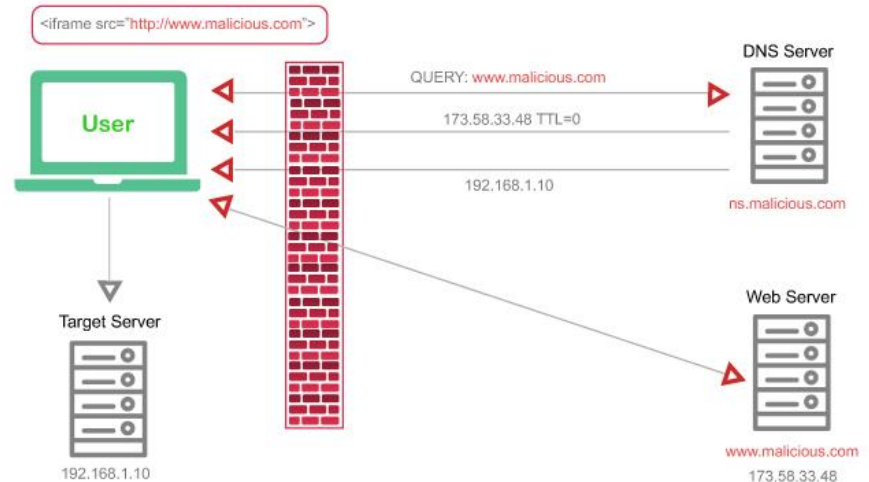 <iframe src="http://www.malicious.com">
DNS Server
QUERY: www.malicious.com
User
173.58.33.48 TTL=0
192.168.1.10
ns.malicious.com
Web Server
Target Server
www.malicious.com
192.168.1.10
173.58.33.48